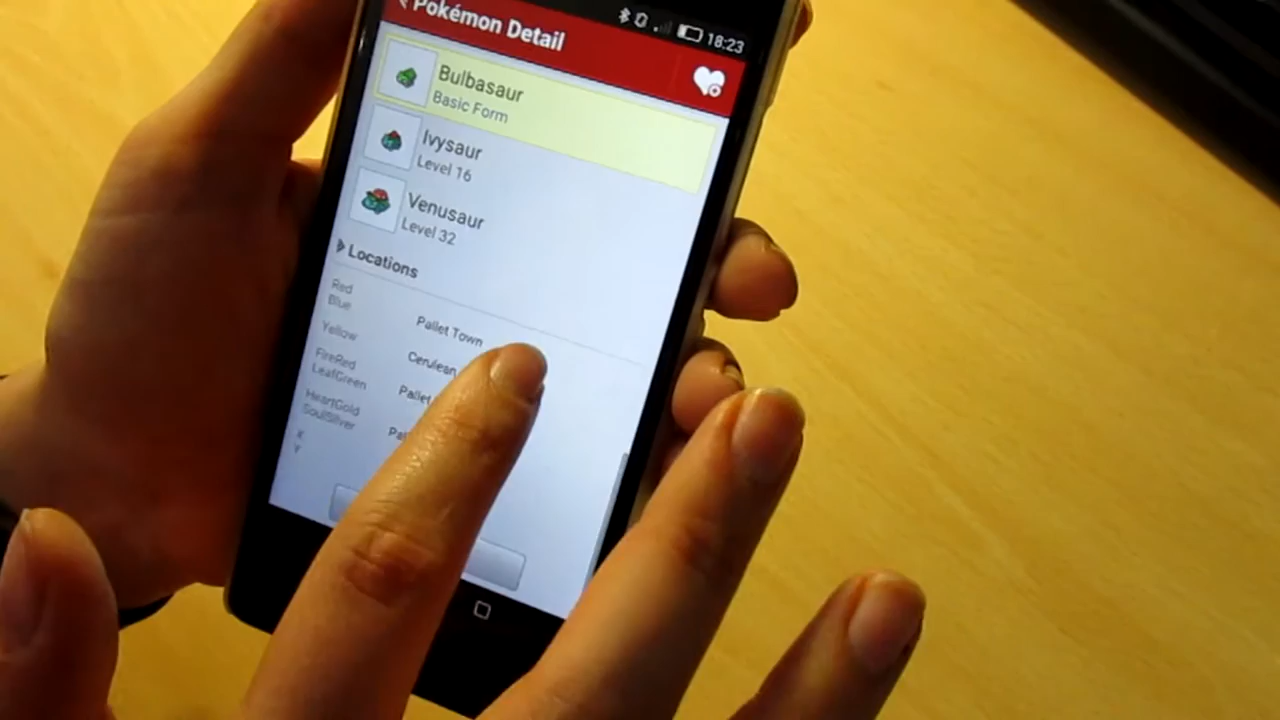 18:23
Pokémon Detail
Bulbasaur
Basic Form
Ivysaur
Level 16
Venusaur
Level 32
Locations
Red
Blue
Pallet Town
Yellow
Cerulean
FireRed
LeafGreen
Pallet
HeartGold
SoulSilver
X
Y